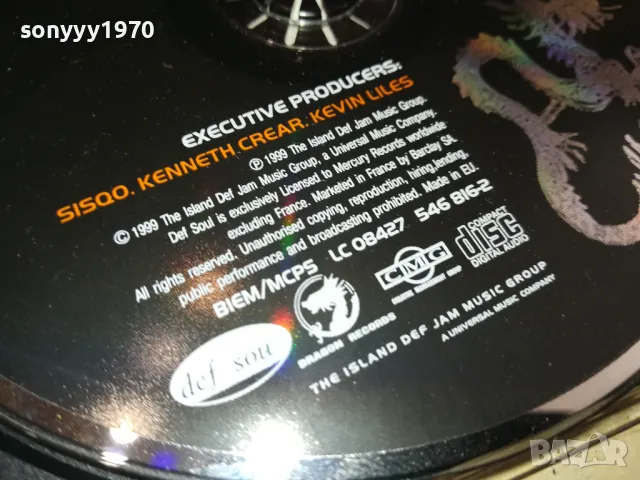 sonyyy1970
EXECUTIVE PRODUCERS:
SISQO. KENNETH CREAR. KEVIN LILES
℗ 1999 The Island Def Jam Music Group.
© 1999 The Island Def Jam Music Group, a Universal Music Company.
Def Soul is exclusively Licensed to Mercury Records worldwide
excluding France. Marketed in France by Barclay SA.
All rights reserved. Unauthorised copying, reproduction, hiring, lending,
public performance and broadcasting prohibited. Made in E.U.
BIEM/MCPS LC 08427 546 816-2
COMPACT
disc
DIGITAL AUDIO
CMG
def soul
DRAGON RECORDS
THE ISLAND DEF JAM MUSIC GROUP
A UNIVERSAL MUSIC COMPANY
BAZAR